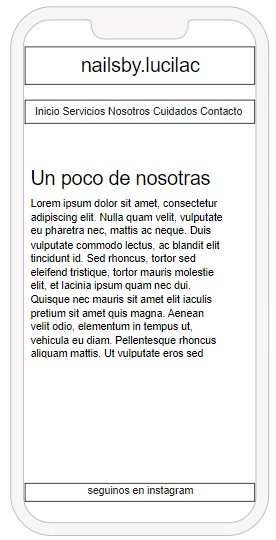 nailsby.lucilac
Inicio Servicios Nosotros Cuidados Contacto
Un poco de nosotras
Lorem ipsum dolor sit amet, consectetur
adipiscing elit. Nulla quam velit, vulputate
eu pharetra nec, mattis ac neque. Duis
vulputate commodo lectus, ac blandit elit
tincidunt id. Sed rhoncus, tortor sed
eleifend tristique, tortor mauris molestie
elit, et lacinia ipsum quam nec dui.
Quisque nec mauris sit amet elit iaculis
pretium sit amet quis magna. Aenean
velit odio, elementum in tempus ut,
vehicula eu diam. Pellentesque rhoncus
aliquam mattis. Ut vulputate eros sed
seguinos en instagram